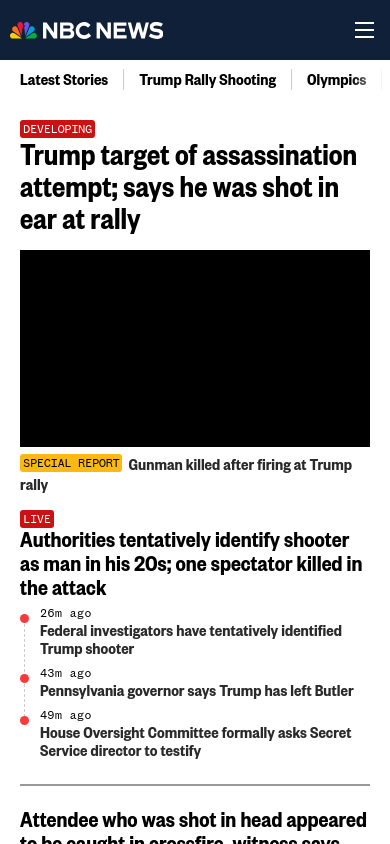 NBC NEWS
Latest Stories
Trump Rally Shooting
Olympics
DEVELOPING
Trump target of assassination
attempt; says he was shot in
ear at rally
SPECIAL REPORT Gunman killed after firing at Trump
rally
LIVE
Authorities tentatively identify shooter
as man in his 20s; one spectator killed in
the attack
26m ago
Federal investigators have tentatively identified
Trump shooter
43m ago
Pennsylvania governor says Trump has left Butler
49m ago
House Oversight Committee formally asks Secret
Service director to testify
Attendee who was shot in head appeared
to be caught in crossfire, witness says